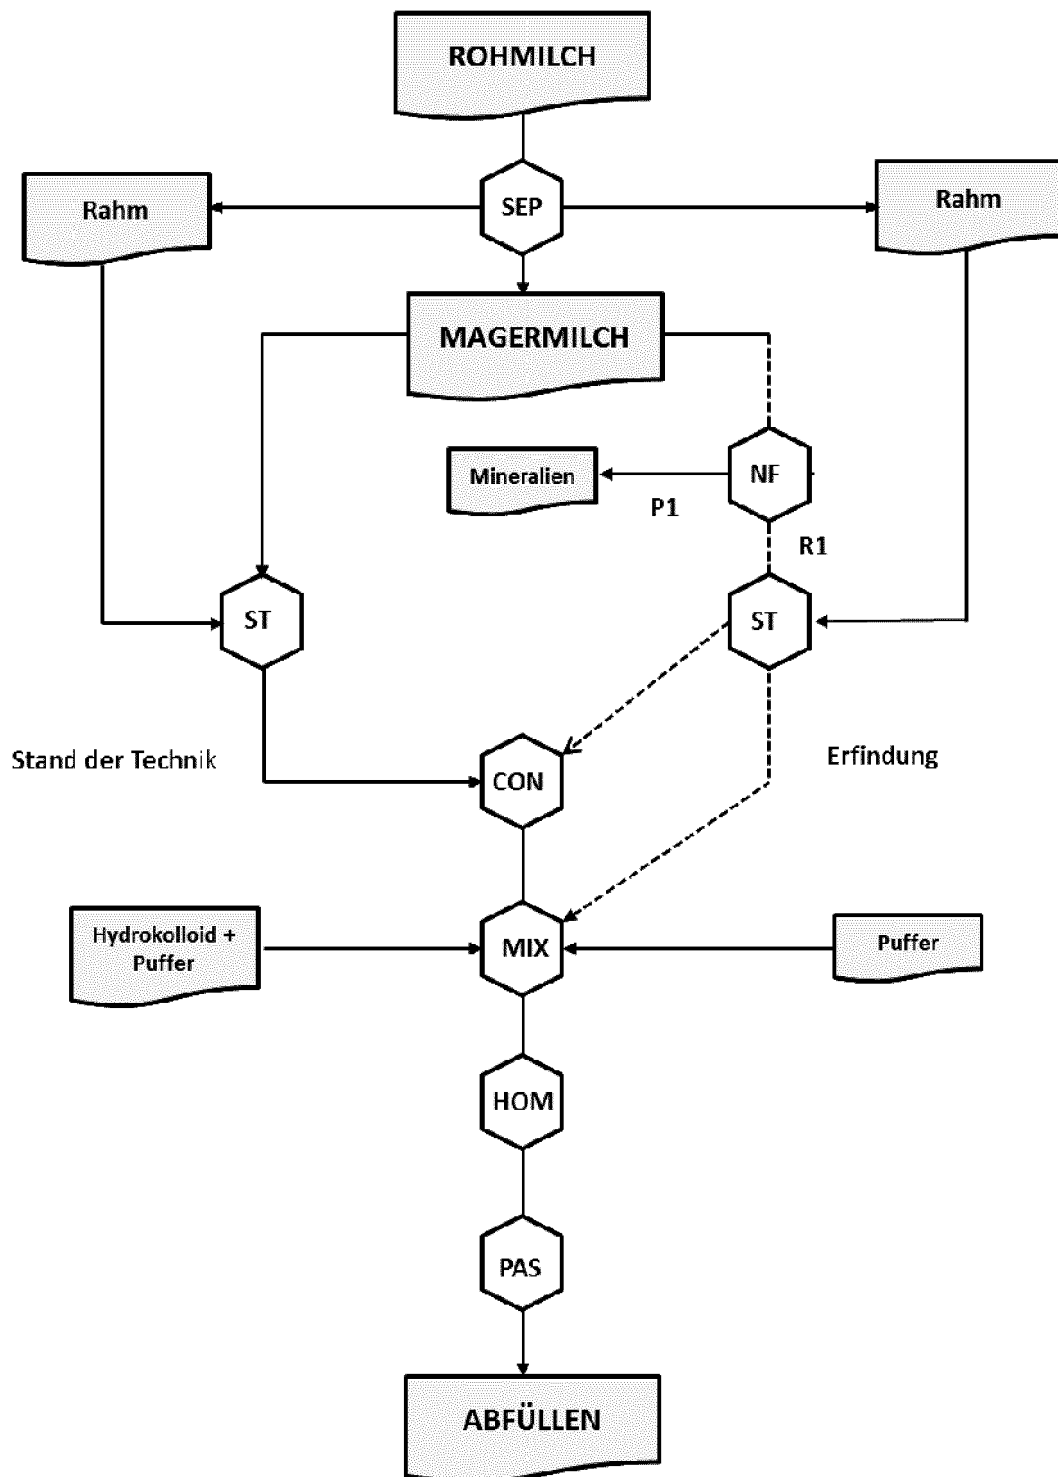 ROHMILCH
Rahm
SEP
Rahm
MAGERMILCH
Mineralien
NF
P1
R1
ST
ST
Stand der Technik
CON
Erfindung
Hydrokolloid +
Puffer
MIX
Puffer
HOM
PAS
ABFÜLLEN